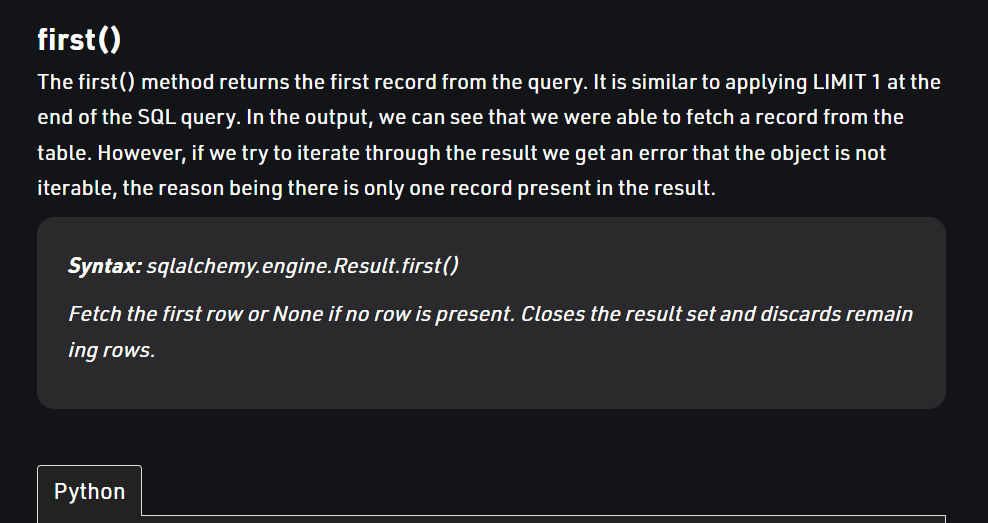 first()
The first() method returns the first record from the query. It is similar to applying LIMIT 1 at the
end of the SQL query. In the output, we can see that we were able to fetch a record from the
table. However, if we try to iterate through the result we get an error that the object is not
iterable, the reason being there is only one record present in the result.
Syntax: sqlalchemy.engine.Result.first()
Fetch the first row or None if no row is present. Closes the result set and discards remain
ing rows.
Python